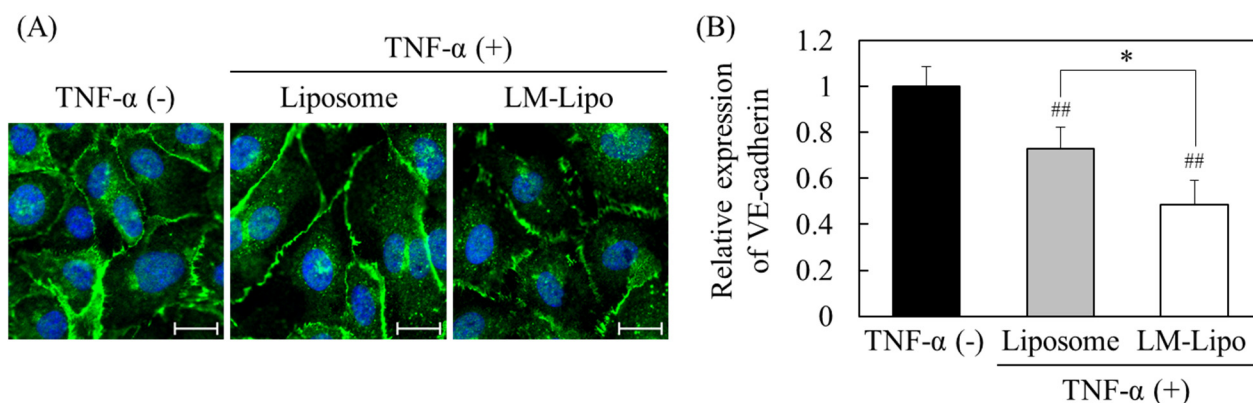 (A)
TNF-α (+)
TNF-α (-)
Liposome
LM-Lipo
(B)
Relative expression
of VE-cadherin
1.2
1
0.8
0.6
0.4
0.2
0
##
##
*
TNF-α (-)
Liposome
LM-Lipo
TNF-α (+)